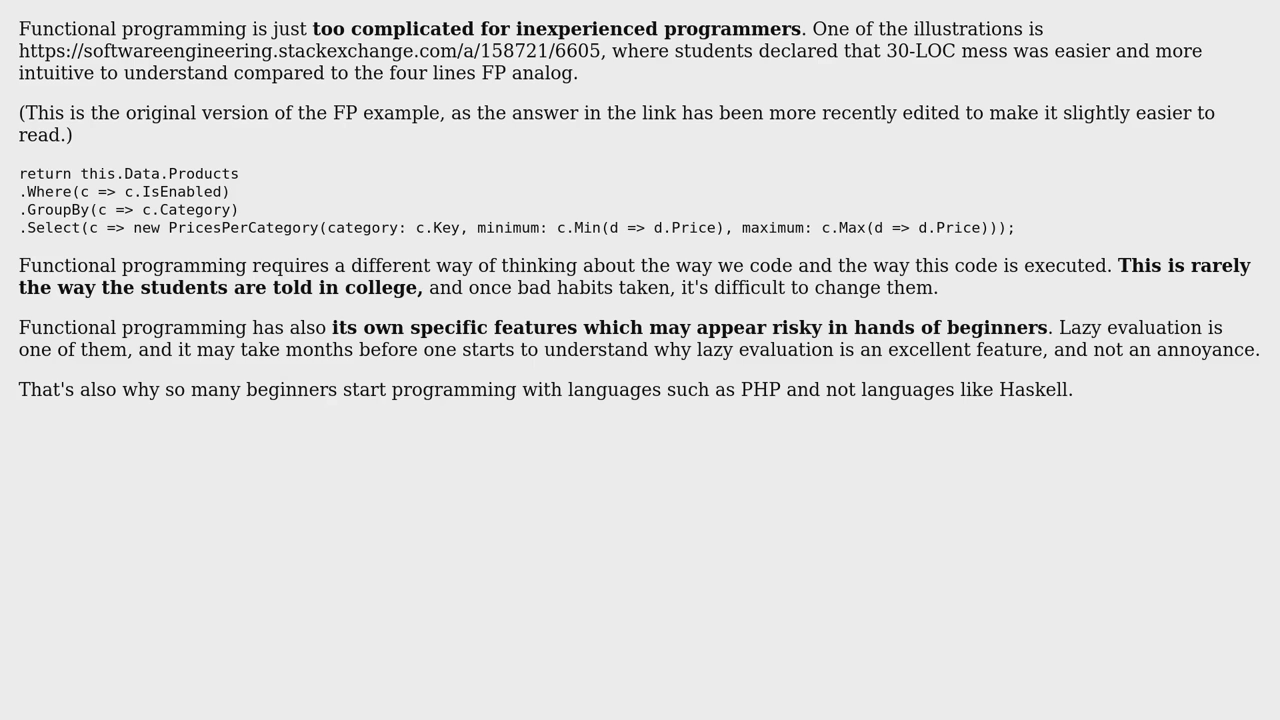 Functional programming is just too complicated for inexperienced programmers. One of the illustrations is
https://softwareengineering.stackexchange.com/a/158721/6605, where students declared that 30-LOC mess was easier and more
intuitive to understand compared to the four lines FP analog.
(This is the original version of the FP example, as the answer in the link has been more recently edited to make it slightly easier to
read.)
return this.Data.Products
.Where(c => c.IsEnabled)
.GroupBy(c => c.Category)
.Select(c => new PricesPerCategory(category: c.Key, minimum: c.Min(d => d.Price), maximum: c.Max(d => d.Price)));
Functional programming requires a different way of thinking about the way we code and the way this code is executed. This is rarely
the way the students are told in college, and once bad habits taken, it's difficult to change them.
Functional programming has also its own specific features which may appear risky in hands of beginners. Lazy evaluation is
one of them, and it may take months before one starts to understand why lazy evaluation is an excellent feature, and not an annoyance.
That's also why so many beginners start programming with languages such as PHP and not languages like Haskell.